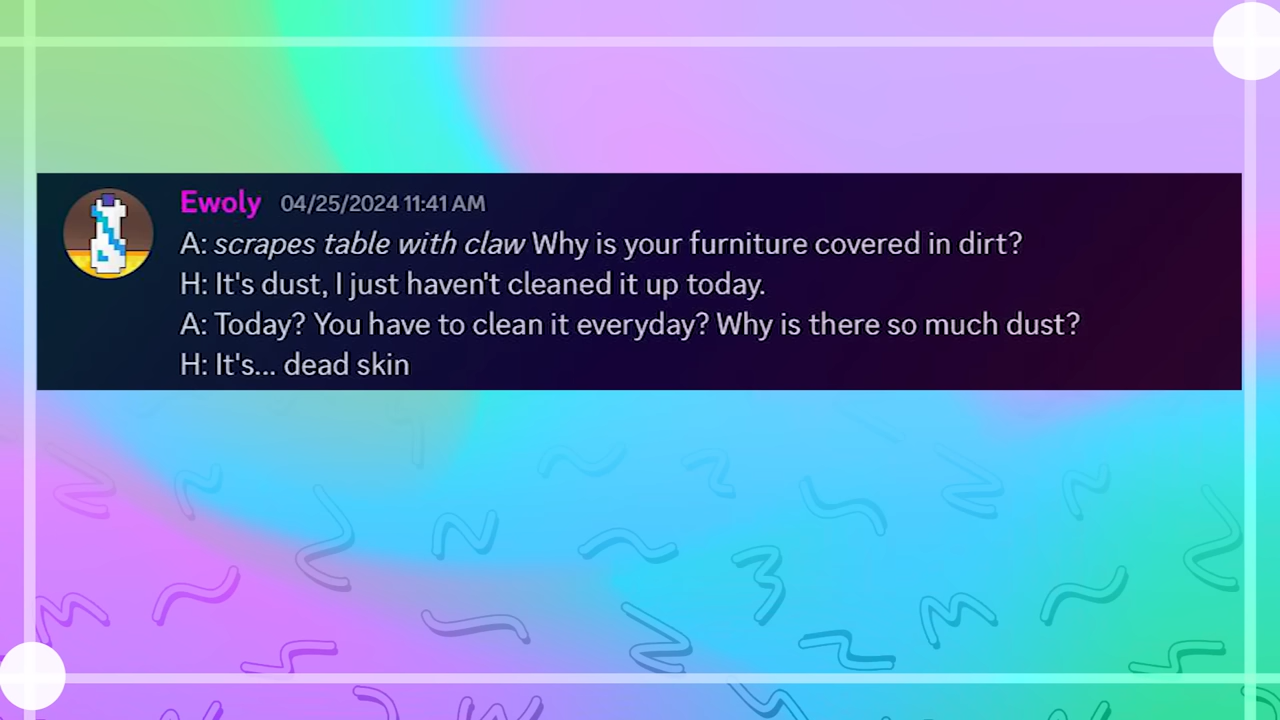 Ewoly 04/25/2024 11:41 AM
A: scrapes table with claw Why is your furniture covered in dirt?
H: It's dust, I just haven't cleaned it up today.
A: Today? You have to clean it everyday? Why is there so much dust?
H: It's... dead skin